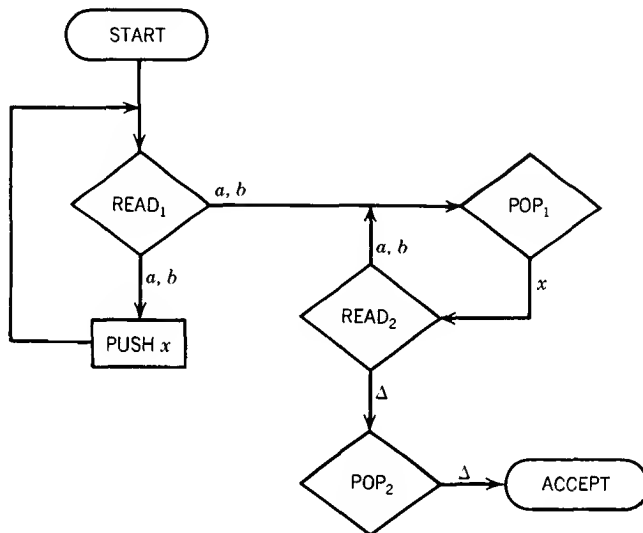 START
READ₁
a, b
POP₁
a, b
a, b
x
READ₂
PUSH x
Δ
POP₂
Δ
ACCEPT